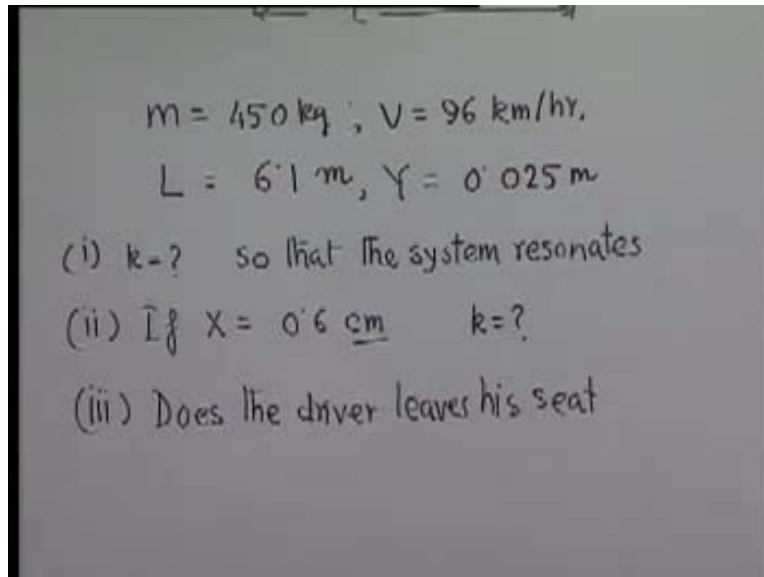 m = 450 kg ; V = 96 km/hr.
L = 6.1 m, Y = 0.025 m
(i) k = ? so that the system resonates
(ii) If X = 0.6 cm k = ?
(iii) Does the driver leaves his seat